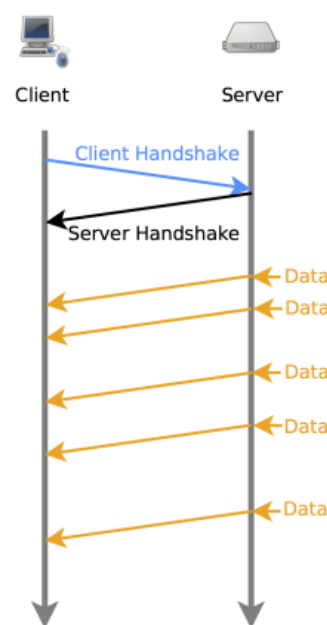 Client
Server
Client Handshake
Server Handshake
Data
Data
Data
Data
Data